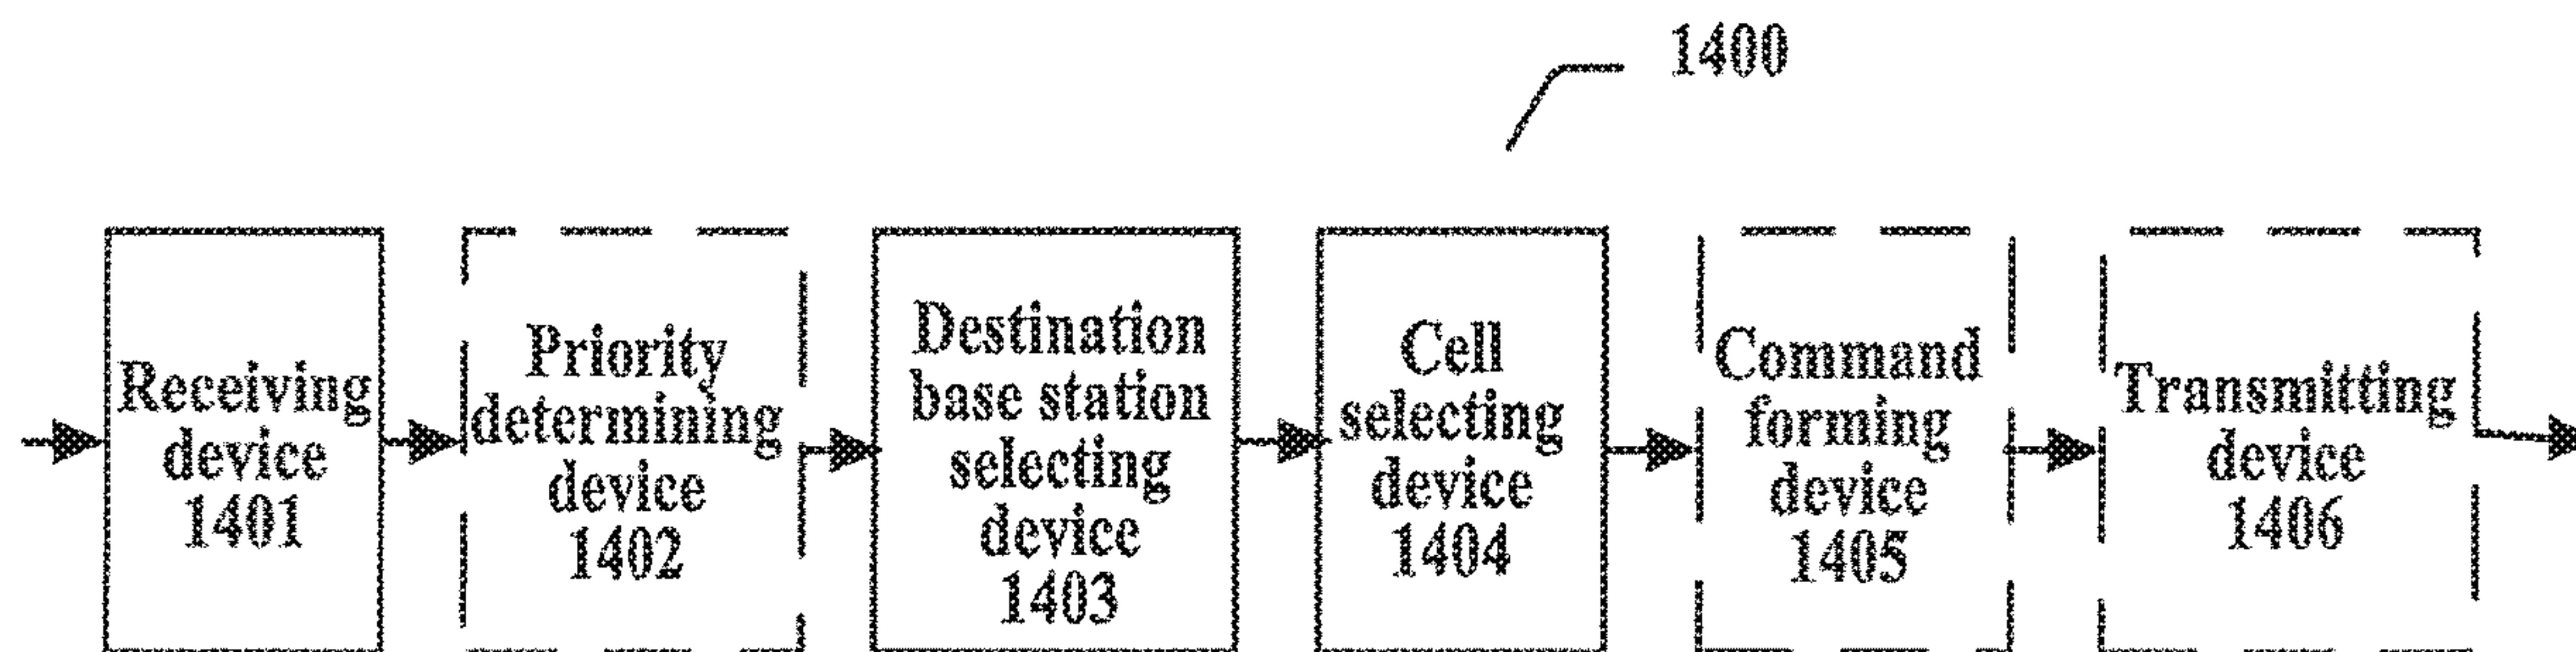 1400
Receiving
device
1401
Priority
determining
device
1402
Destination
base station
selecting
device
1403
Cell
selecting
device
1404
Command
forming
device
1405
Transmitting
device
1406